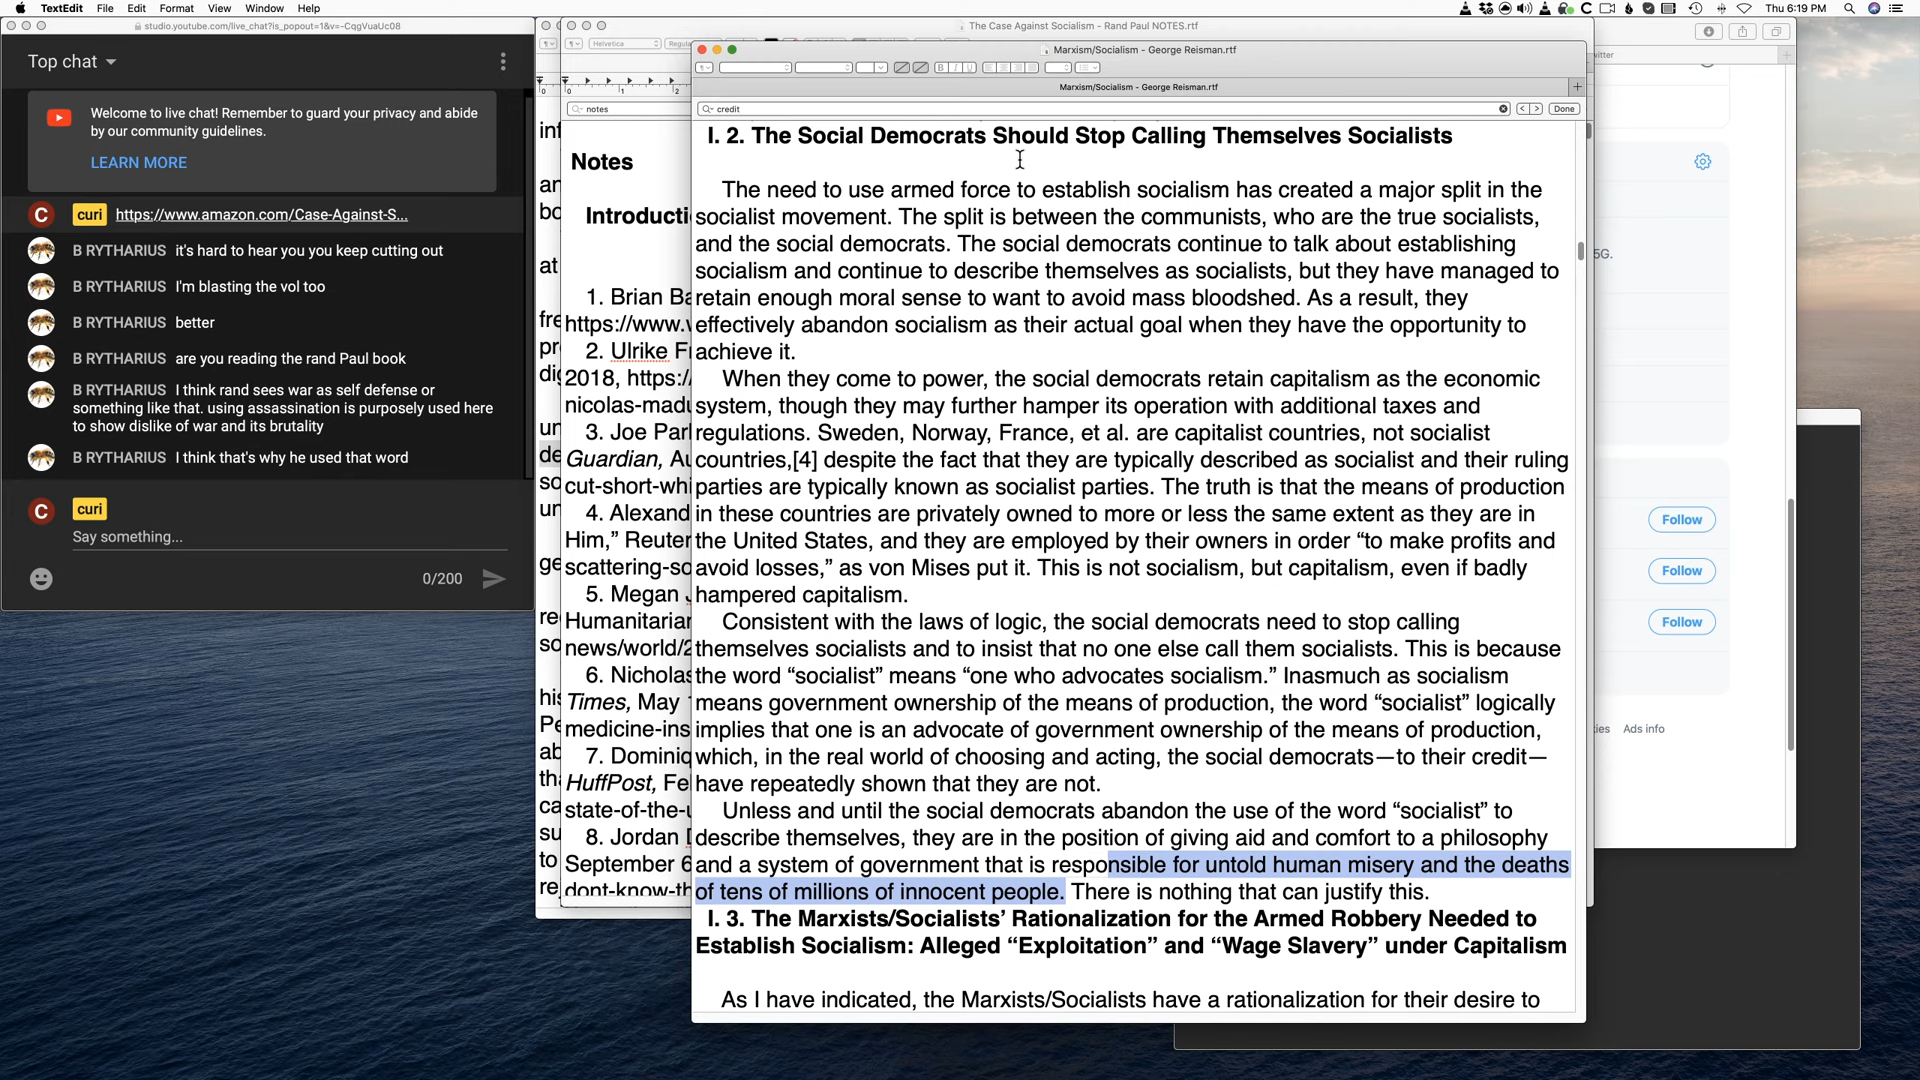 TextEdit File Edit Format View Window Help
Thu 6:19 PM
studio.youtube.com/live_chat?is_popout=1&v=-CqgVuaUc08
Top chat
Welcome to live chat! Remember to guard your privacy and abide
by our community guidelines.
LEARN MORE
C curi https://www.amazon.com/Case-Against-S...
B RYTHARIUS it's hard to hear you you keep cutting out
B RYTHARIUS I'm blasting the vol too
B RYTHARIUS better
B RYTHARIUS are you reading the rand Paul book
B RYTHARIUS I think rand sees war as self defense or
something like that. using assassination is purposely used here
to show dislike of war and its brutality
B RYTHARIUS I think that's why he used that word
C curi
Say something...
0/200
The Case Against Socialism - Rand Paul NOTES.rtf
Helvetica
Regula
notes
Notes
Introducti
1. Brian Ba
https://www.v
2. Ulrike F
2018, https:/
nicolas-madu
3. Joe Parl
Guardian, Au
cut-short-whi
4. Alexand
Him,” Reuter
scattering-so
5. Megan
Humanitarian
news/world/2
6. Nicholas
Times, May
medicine-ins
7. Dominiq
HuffPost, Fe
state-of-the-u
8. Jordan
September 6
dont-know-th
Marxism/Socialism - George Reisman.rtf
Marxism/Socialism - George Reisman.rtf
credit
Done
I. 2. The Social Democrats Should Stop Calling Themselves Socialists
The need to use armed force to establish socialism has created a major split in the
socialist movement. The split is between the communists, who are the true socialists,
and the social democrats. The social democrats continue to talk about establishing
socialism and continue to describe themselves as socialists, but they have managed to
retain enough moral sense to want to avoid mass bloodshed. As a result, they
effectively abandon socialism as their actual goal when they have the opportunity to
achieve it.
When they come to power, the social democrats retain capitalism as the economic
system, though they may further hamper its operation with additional taxes and
regulations. Sweden, Norway, France, et al. are capitalist countries, not socialist
countries,[4] despite the fact that they are typically described as socialist and their ruling
parties are typically known as socialist parties. The truth is that the means of production
in these countries are privately owned to more or less the same extent as they are in
the United States, and they are employed by their owners in order “to make profits and
avoid losses,” as von Mises put it. This is not socialism, but capitalism, even if badly
hampered capitalism.
Consistent with the laws of logic, the social democrats need to stop calling
themselves socialists and to insist that no one else call them socialists. This is because
the word “socialist” means “one who advocates socialism.” Inasmuch as socialism
means government ownership of the means of production, the word “socialist” logically
implies that one is an advocate of government ownership of the means of production,
which, in the real world of choosing and acting, the social democrats—to their credit—
have repeatedly shown that they are not.
Unless and until the social democrats abandon the use of the word “socialist” to
describe themselves, they are in the position of giving aid and comfort to a philosophy
and a system of government that is responsible for untold human misery and the deaths
of tens of millions of innocent people. There is nothing that can justify this.
I. 3. The Marxists/Socialists’ Rationalization for the Armed Robbery Needed to
Establish Socialism: Alleged “Exploitation” and “Wage Slavery” under Capitalism
As I have indicated, the Marxists/Socialists have a rationalization for their desire to
witter
5G.
Follow
Follow
Follow
ies Ads info